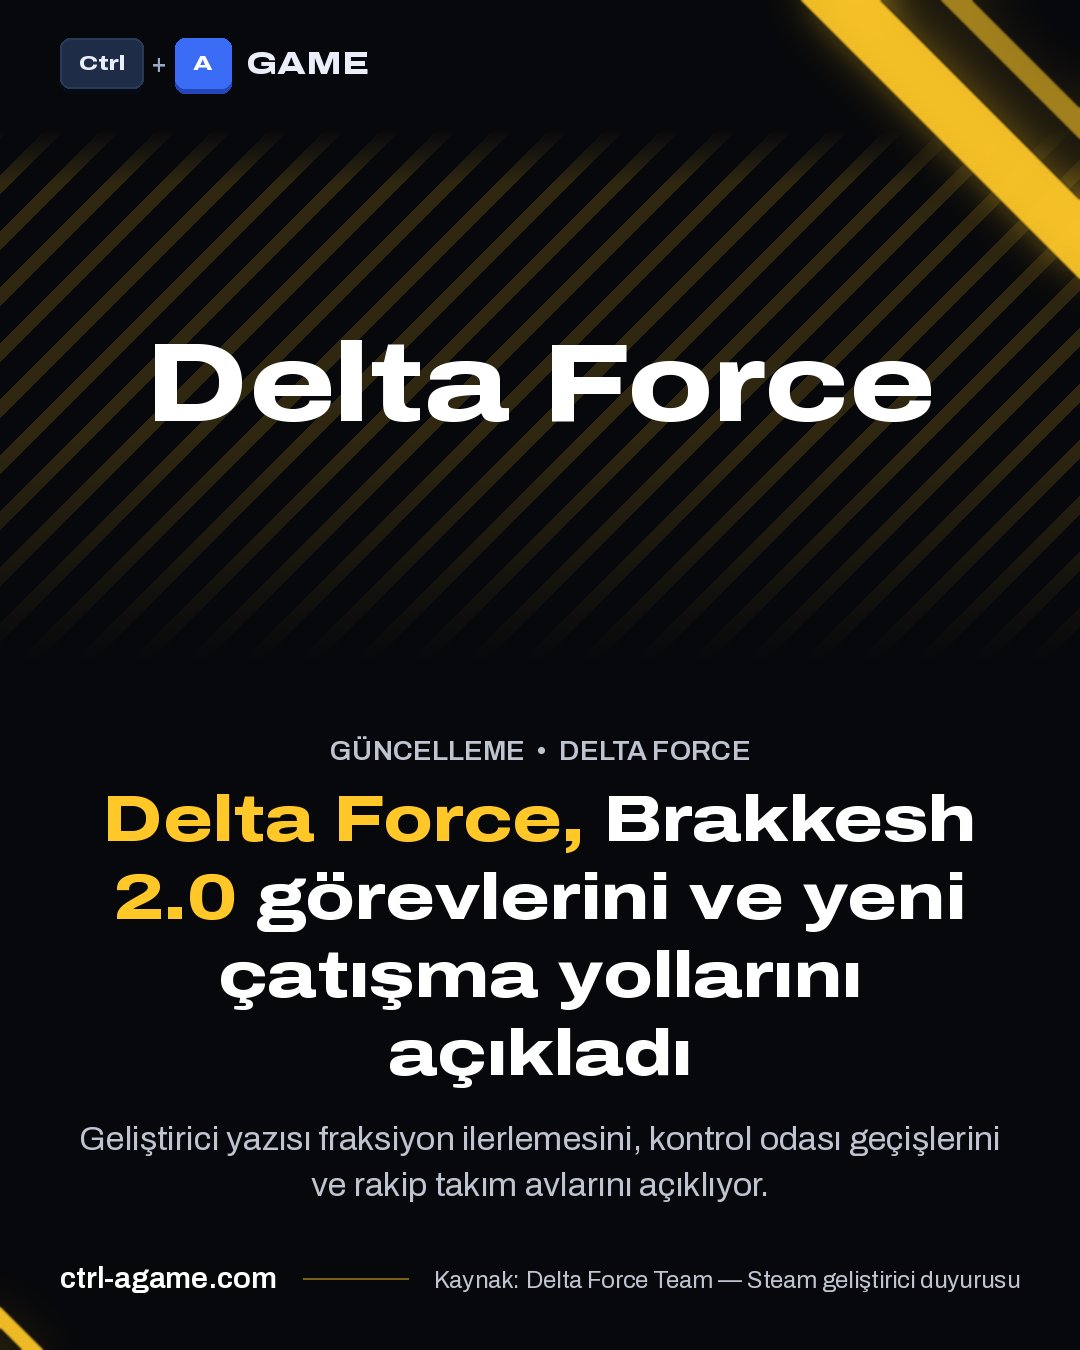 Ctrl + A GAME
Delta Force
GÜNCELLEME • DELTA FORCE
Delta Force, Brakkesh
2.0 görevlerini ve yeni
çatışma yollarını
açıkladı
Geliştirici yazısı fraksiyon ilerlemesini, kontrol odası geçişlerini
ve rakip takım avlarını açıklıyor.
ctrl-agame.com
Kaynak: Delta Force Team — Steam geliştirici duyurusu